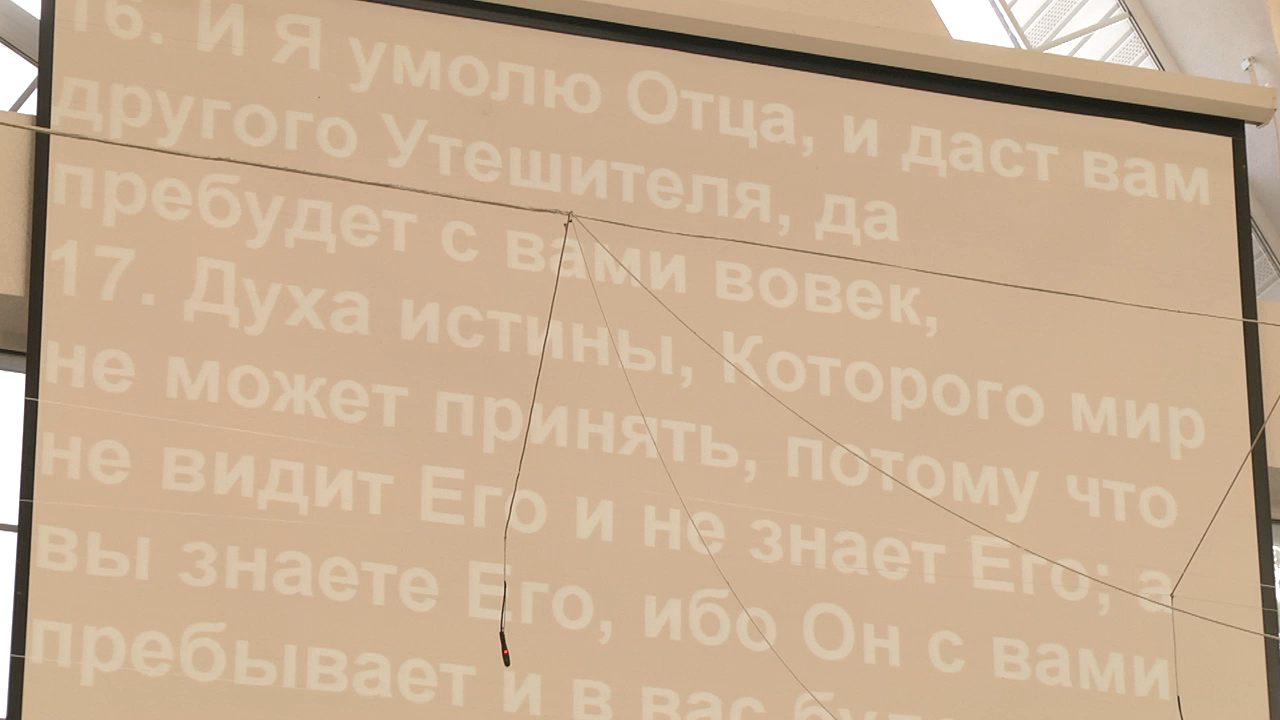 16. И Я умолю Отца, и даст вам
другого Утешителя, да
пребудет с вами вовек,
17. Духа истины, Которого мир
не может принять, потому что
не видит Его и не знает Его; а
вы знаете Его, ибо Он с вами
пребывает и в вас